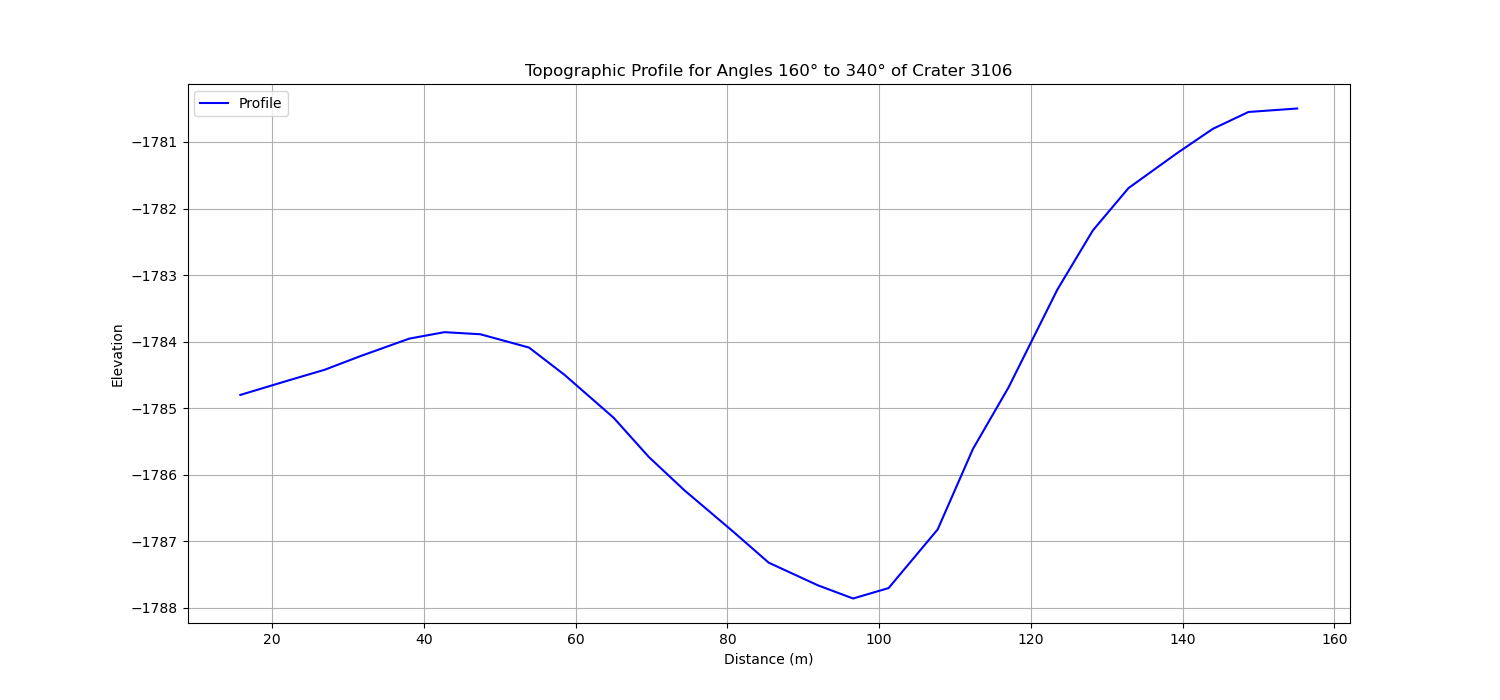 Topographic Profile for Angles 160° to 340° of Crater 3106
Profile
−1781
−1782
−1783
−1784
−1785
−1786
−1787
−1788
Elevation
20 40 60 80 100 120 140 160
Distance (m)